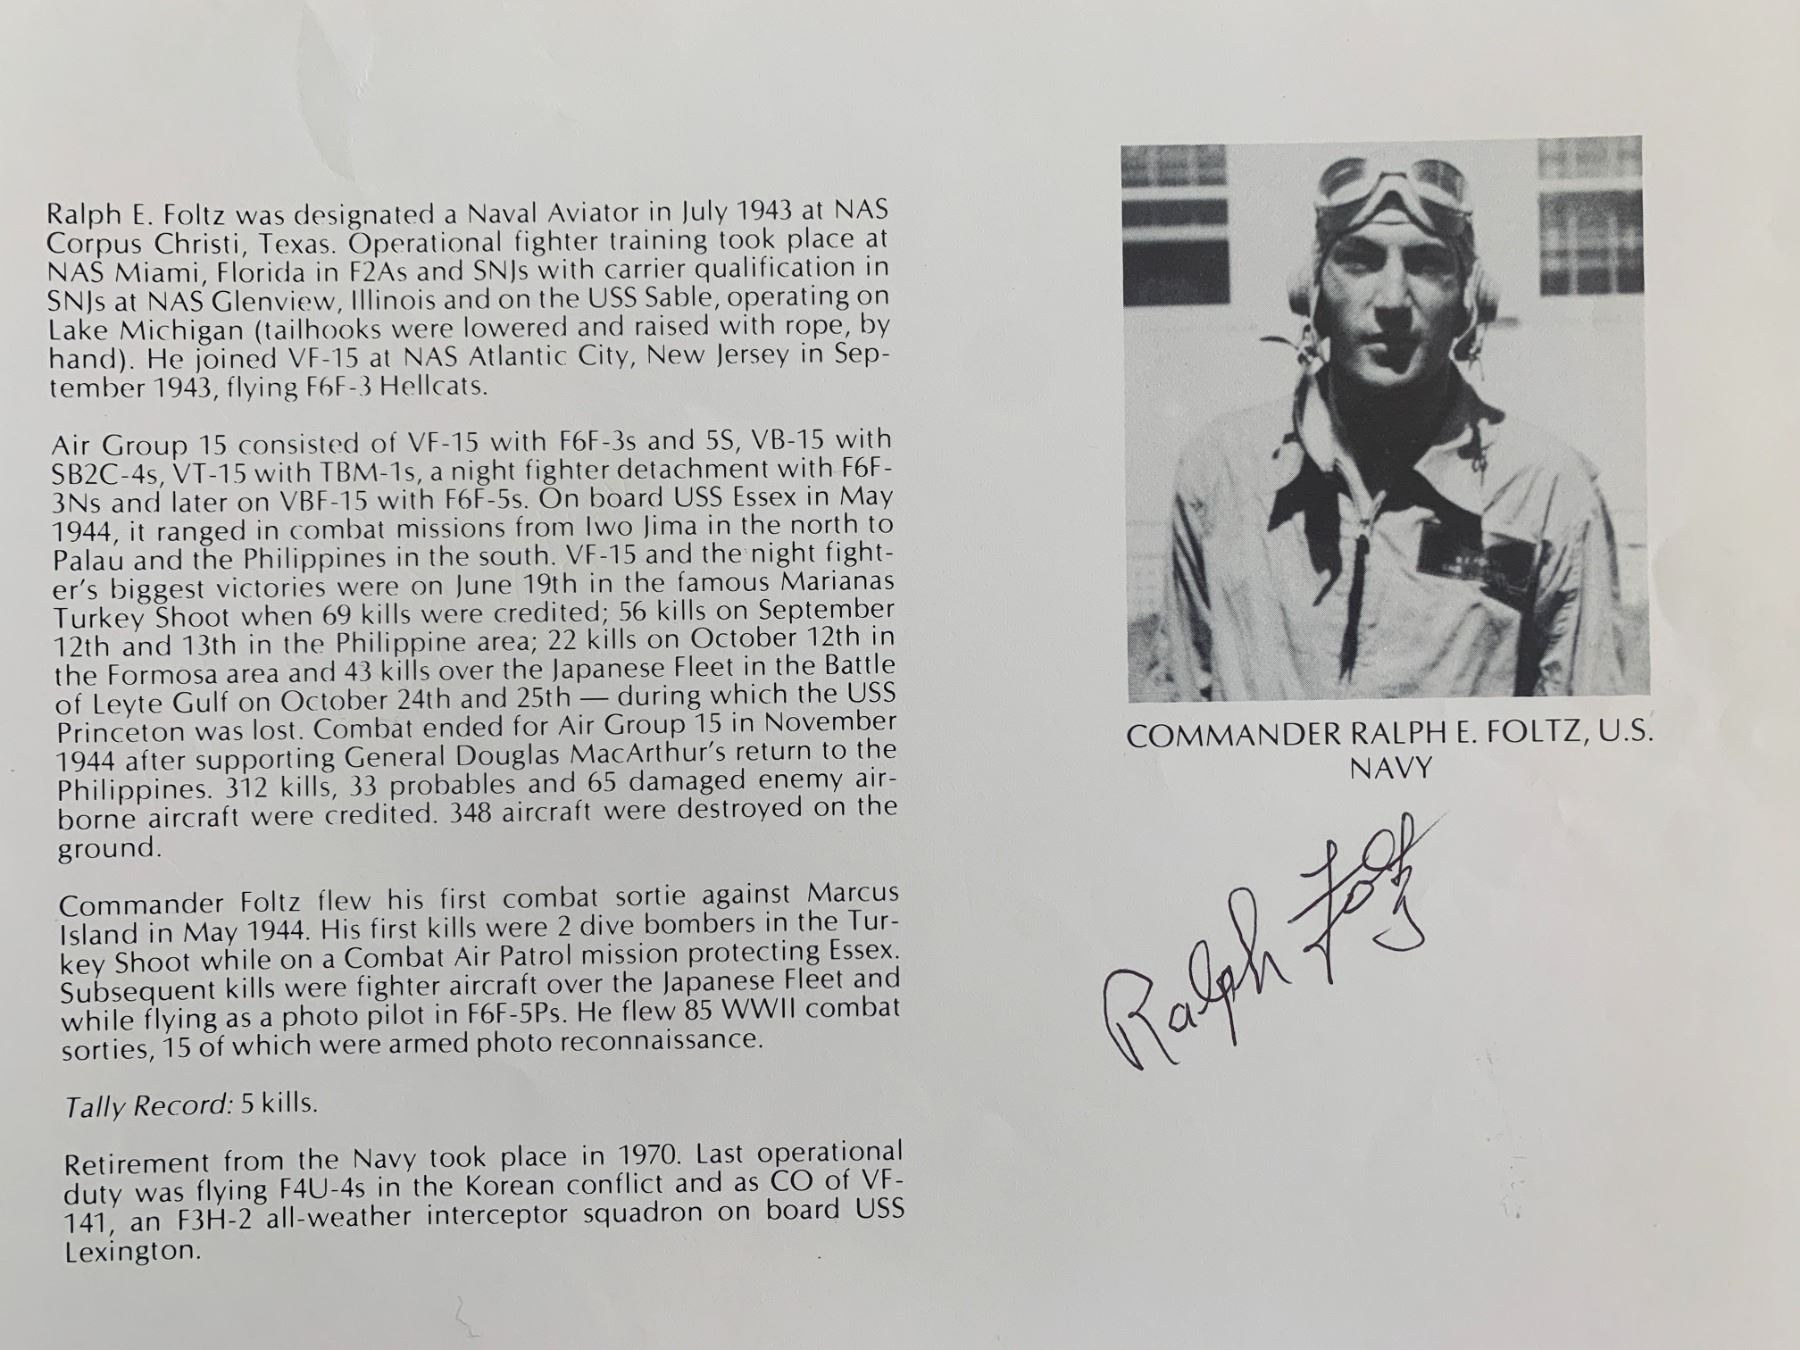 Ralph E. Foltz was designated a Naval Aviator in July 1943 at NAS
Corpus Christi, Texas. Operational fighter training took place at
NAS Miami, Florida in F2As and SNJs with carrier qualification in
SNJs at NAS Glenview, Illinois and on the USS Sable, operating on
Lake Michigan (tailhooks were lowered and raised with rope, by
hand). He joined VF-15 at NAS Atlantic City, New Jersey in Sep-
tember 1943, flying F6F-3 Hellcats.
Air Group 15 consisted of VF-15 with F6F-3s and 5S, VB-15 with
SB2C-4s, VT-15 with TBM-1s, a night fighter detachment with F6F-
3Ns and later on VBF-15 with F6F-5s. On board USS Essex in May
1944, it ranged in combat missions from Iwo Jima in the north to
Palau and the Philippines in the south. VF-15 and the night fight-
er's biggest victories were on June 19th in the famous Marianas
Turkey Shoot when 69 kills were credited; 56 kills on September
12th and 13th in the Philippine area; 22 kills on October 12th in
the Formosa area and 43 kills over the Japanese Fleet in the Battle
of Leyte Gulf on October 24th and 25th — during which the USS
Princeton was lost. Combat ended for Air Group 15 in November
1944 after supporting General Douglas MacArthur's return to the
Philippines. 312 kills, 33 probables and 65 damaged enemy air-
borne aircraft were credited. 348 aircraft were destroyed on the
ground.
Commander Foltz flew his first combat sortie against Marcus
Island in May 1944. His first kills were 2 dive bombers in the Tur-
key Shoot while on a Combat Air Patrol mission protecting Essex.
Subsequent kills were fighter aircraft over the Japanese Fleet and
while flying as a photo pilot in F6F-5Ps. He flew 85 WWII combat
sorties, 15 of which were armed photo reconnaissance.
Tally Record: 5 kills.
Retirement from the Navy took place in 1970. Last operational
duty was flying F4U-4s in the Korean conflict and as CO of VF-
141, an F3H-2 all-weather interceptor squadron on board USS
Lexington.
COMMANDER RALPH E. FOLTZ, U.S.
NAVY
Ralph Foltz